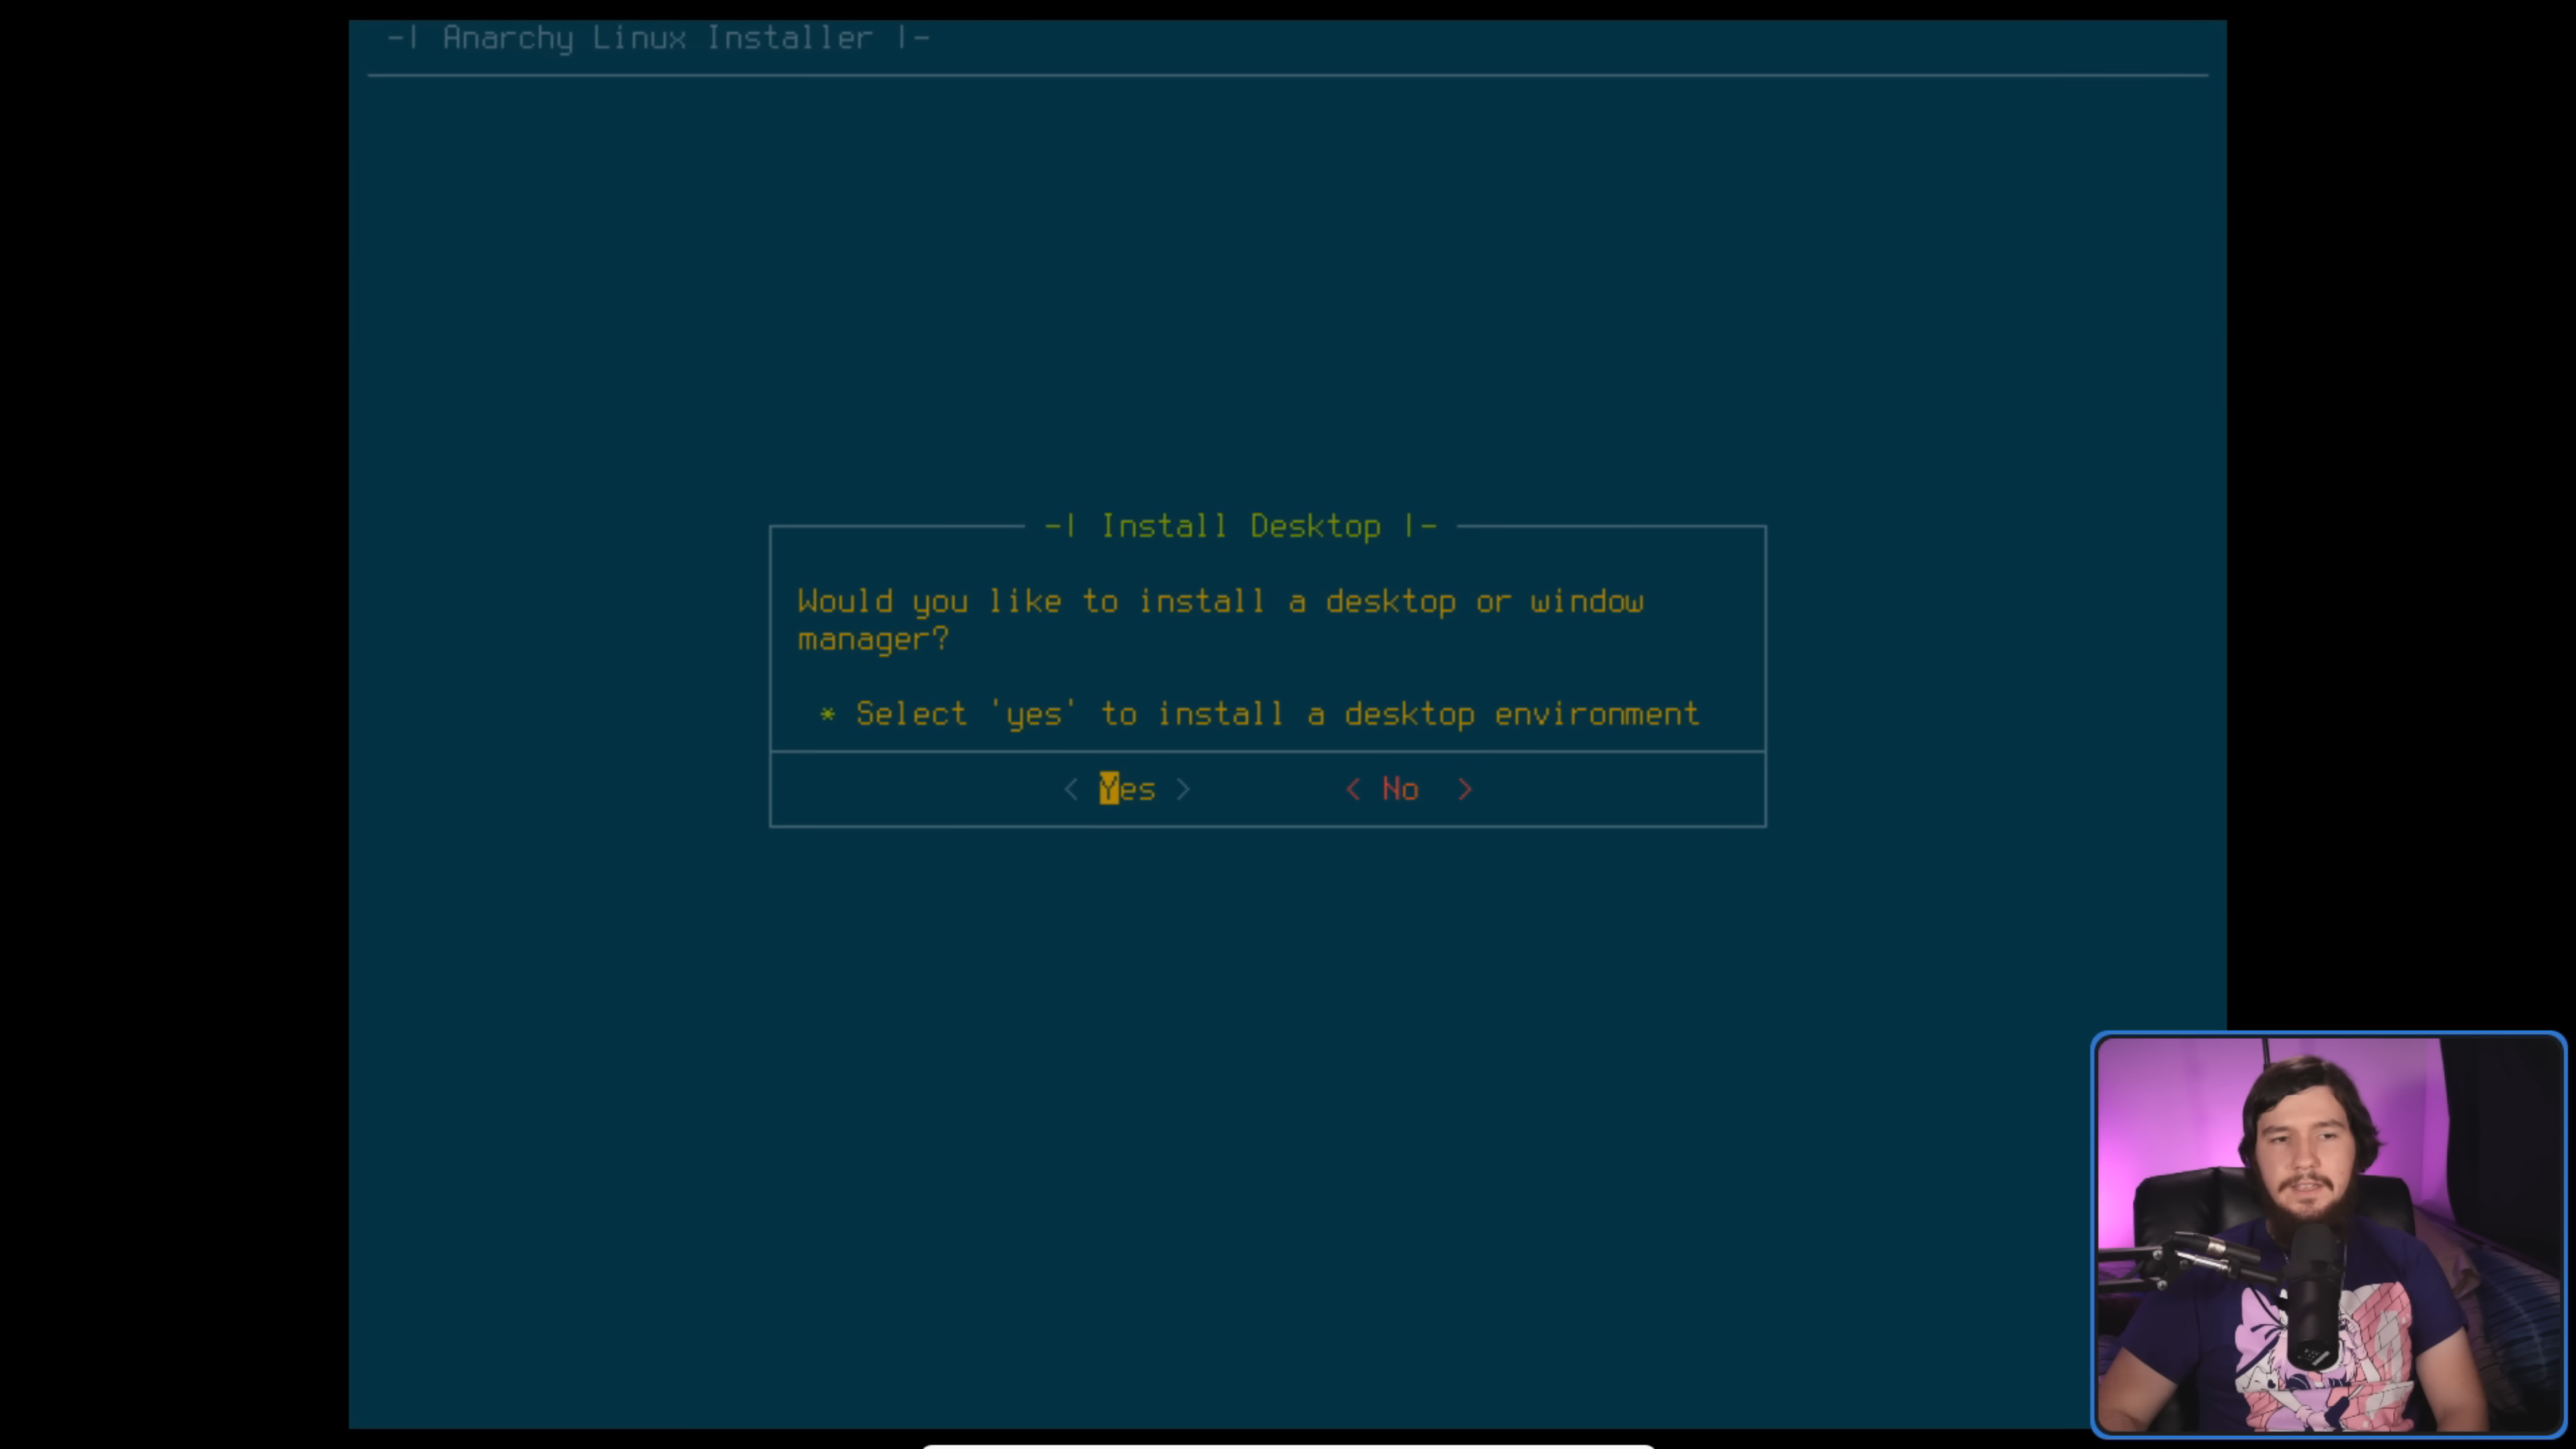 -| Anarchy Linux Installer |-
-| Install Desktop |-
Would you like to install a desktop or window
manager?
* Select 'yes' to install a desktop environment
< Yes > < No >